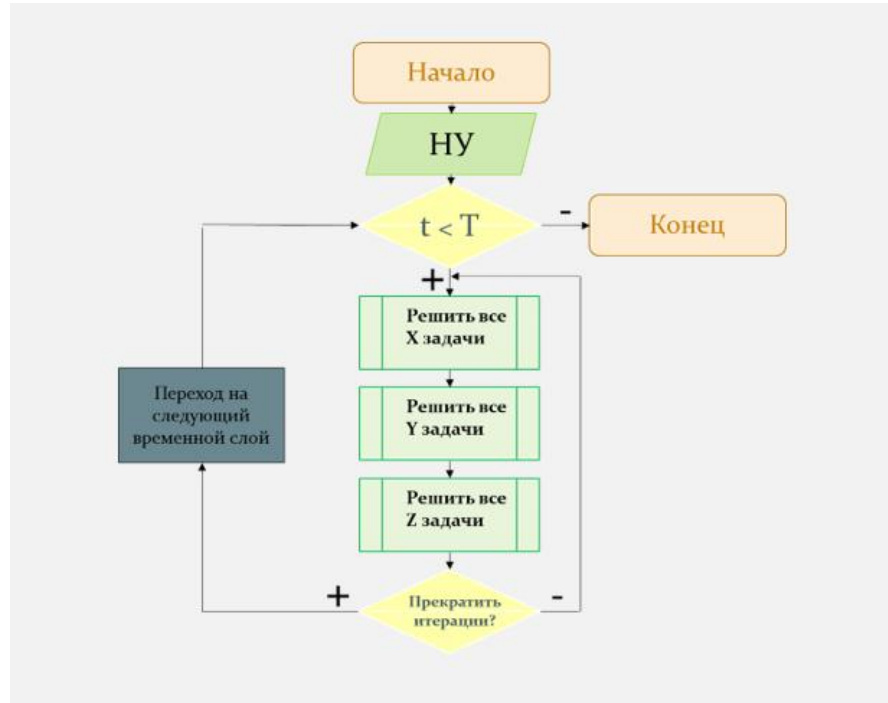 Начало
НУ
t < T
-
Конец
+
Решить все
X задачи
Переход на
следующий
временной слой
Решить все
Y задачи
Решить все
Z задачи
+
Прекратить
итерации?
-